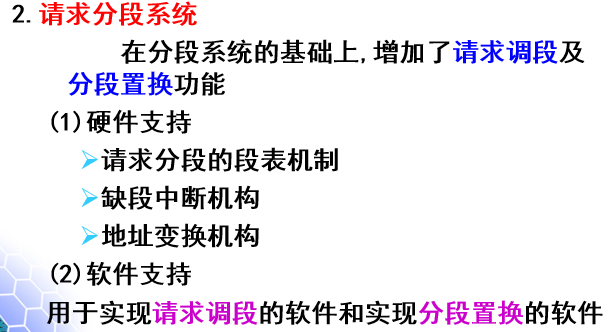 2.请求分段系统
在分段系统的基础上,增加了请求调段及
分段置换功能
(1)硬件支持
➢请求分段的段表机制
➢缺段中断机构
➢地址变换机构
(2)软件支持
用于实现请求调段的软件和实现分段置换的软件